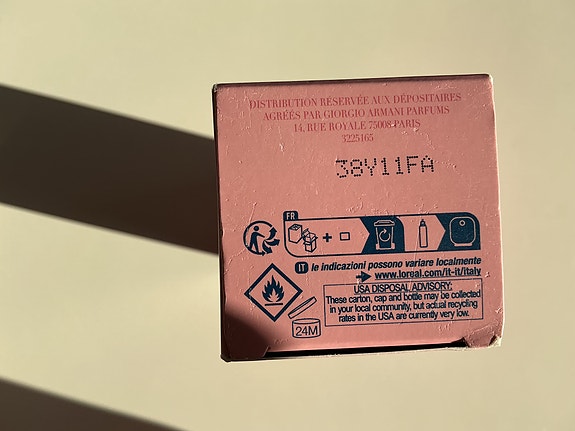 DISTRIBUTION RÉSERVÉE AUX DÉPOSITAIRES
AGRÉÉS PAR GIORGIO ARMANI PARFUMS
14, RUE ROYALE 75008 PARIS
3225165
38Y11FA
FR
+
IT le indicazioni possono variare localmente
www.loreal.com/it-it/italy
USA DISPOSAL ADVISORY:
These carton, cap and bottle may be collected
in your local community, but actual recycling
rates in the USA are currently very low.
24M